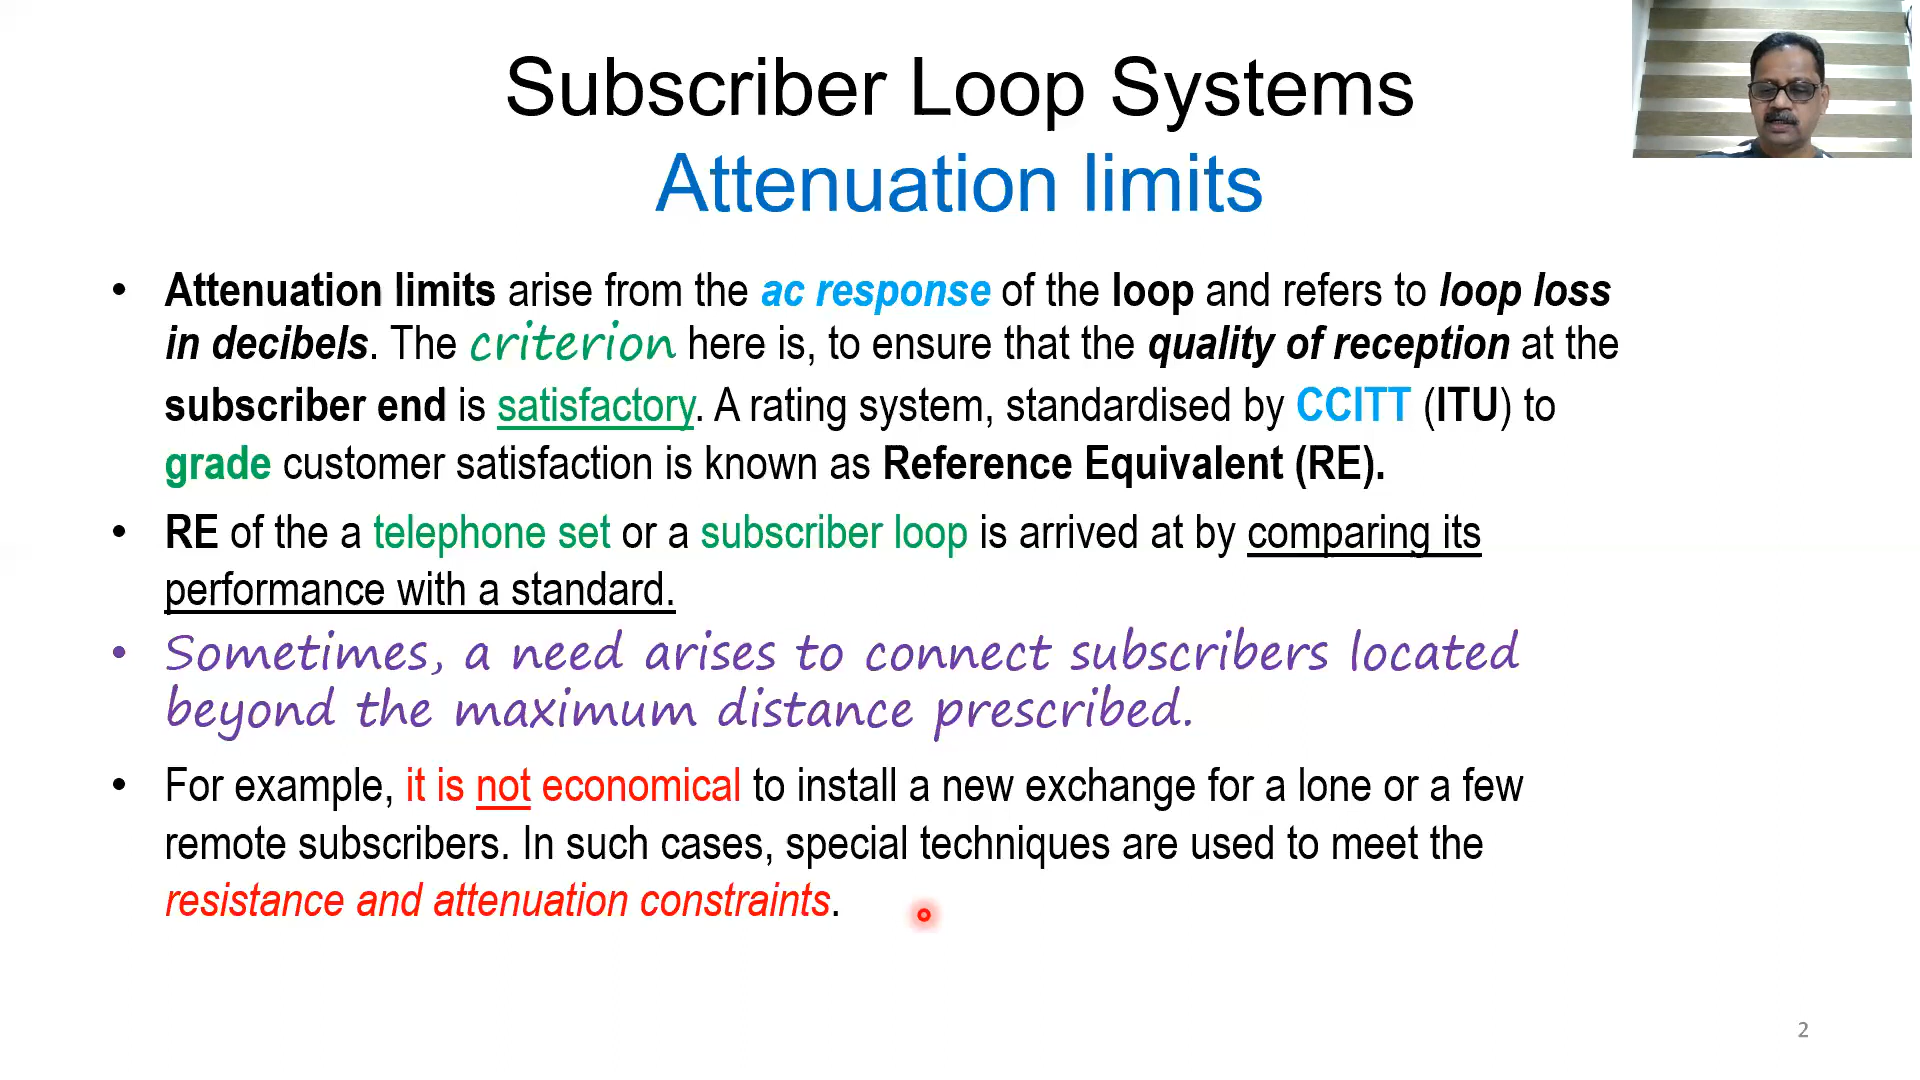 Subscriber Loop Systems
Attenuation limits
• Attenuation limits arise from the ac response of the loop and refers to loop loss
in decibels. The criterion here is, to ensure that the quality of reception at the
subscriber end is satisfactory. A rating system, standardised by CCITT (ITU) to
grade customer satisfaction is known as Reference Equivalent (RE).
• RE of the a telephone set or a subscriber loop is arrived at by comparing its
performance with a standard.
• Sometimes, a need arises to connect subscribers located
beyond the maximum distance prescribed.
• For example, it is not economical to install a new exchange for a lone or a few
remote subscribers. In such cases, special techniques are used to meet the
resistance and attenuation constraints.
2